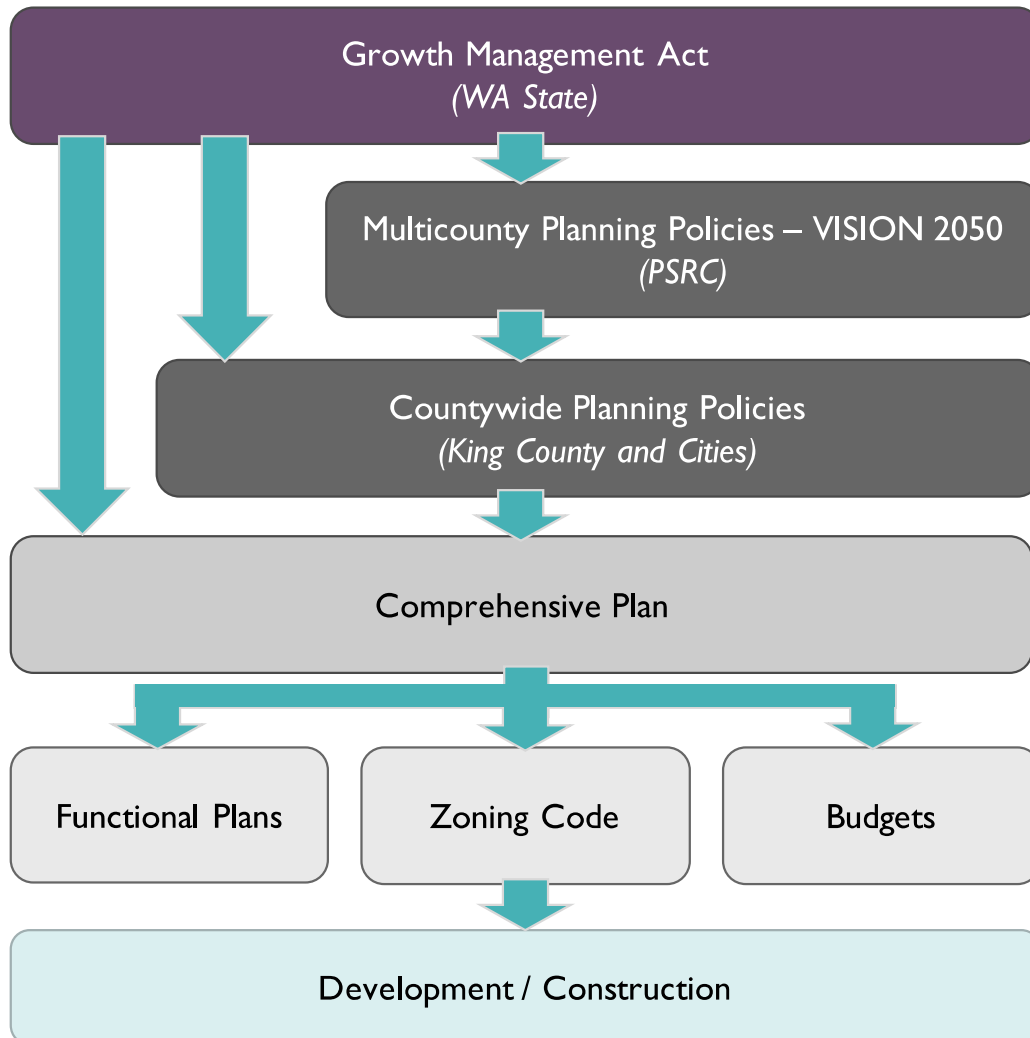 Growth Management Act
(WA State)
Multicounty Planning Policies – VISION 2050
(PSRC)
Countywide Planning Policies
(King County and Cities)
Comprehensive Plan
Functional Plans
Zoning Code
Budgets
Development / Construction